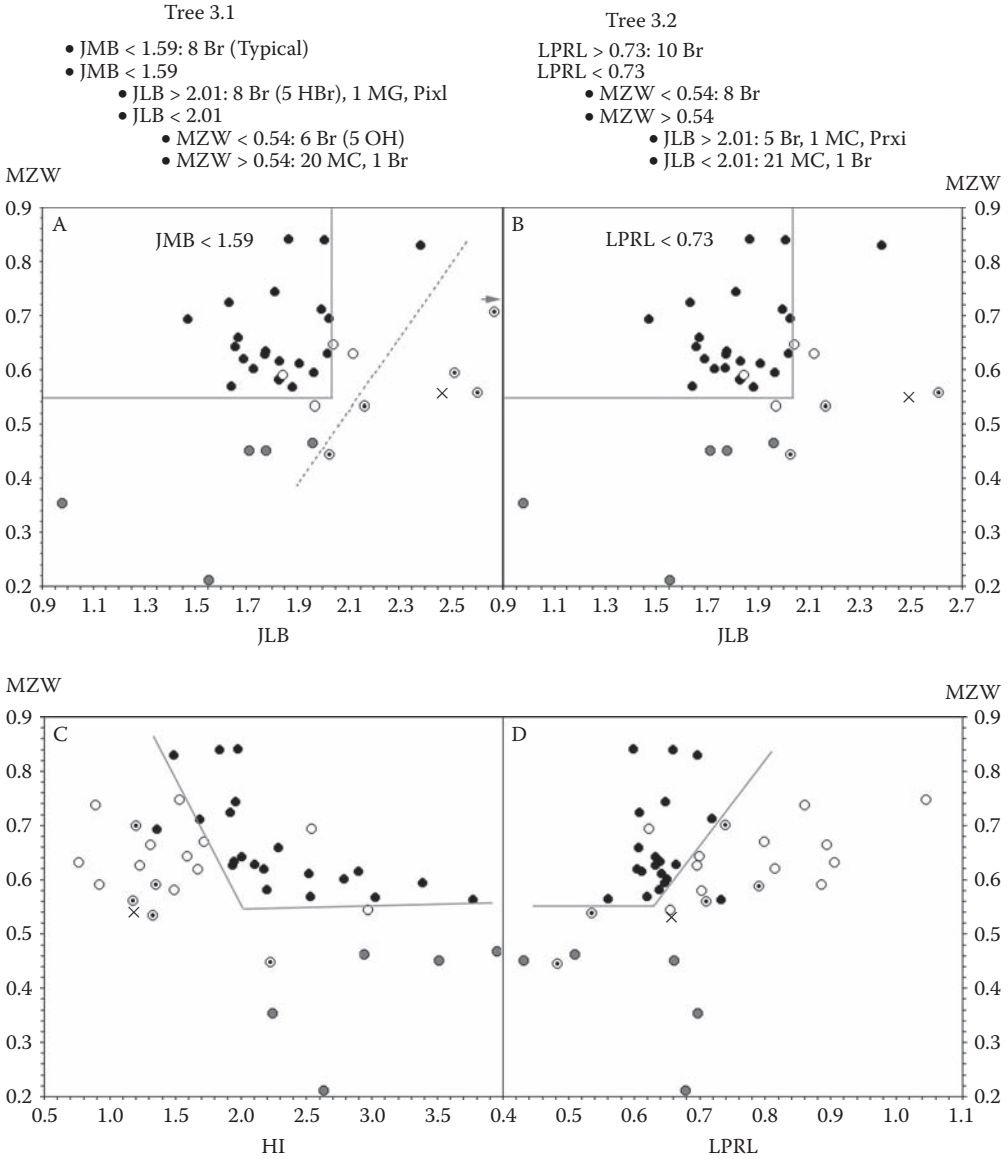 Tree 3.1
• JMB < 1.59: 8 Br (Typical)
• JMB < 1.59
• JLB > 2.01: 8 Br (5 HBr), 1 MG, Pixl
• JLB < 2.01
• MZW < 0.54: 6 Br (5 OH)
• MZW > 0.54: 20 MC, 1 Br
Tree 3.2
LPRL > 0.73: 10 Br
LPRL < 0.73
• MZW < 0.54: 8 Br
• MZW > 0.54
• JLB > 2.01: 5 Br, 1 MC, Prxi
• JLB < 2.01: 21 MC, 1 Br
MZW
0.9
0.8
0.7
0.6
0.5
0.4
0.3
0.2
A
JMB < 1.59
0.9 1.1 1.3 1.5 1.7 1.9 2.1 2.3 2.5
JLB
B
LPRL < 0.73
MZW
0.9
0.8
0.7
0.6
0.5
0.4
0.3
0.2
0.9 1.1 1.3 1.5 1.7 1.9 2.1 2.3 2.5 2.7
JLB
MZW
0.9
0.8
0.7
0.6
0.5
0.4
0.3
0.2
C
0.5 1.0 1.5 2.0 2.5 3.0 3.5
HI
D
MZW
0.9
0.8
0.7
0.6
0.5
0.4
0.3
0.2
0.4 0.5 0.6 0.7 0.8 0.9 1.0 1.1
LPRL